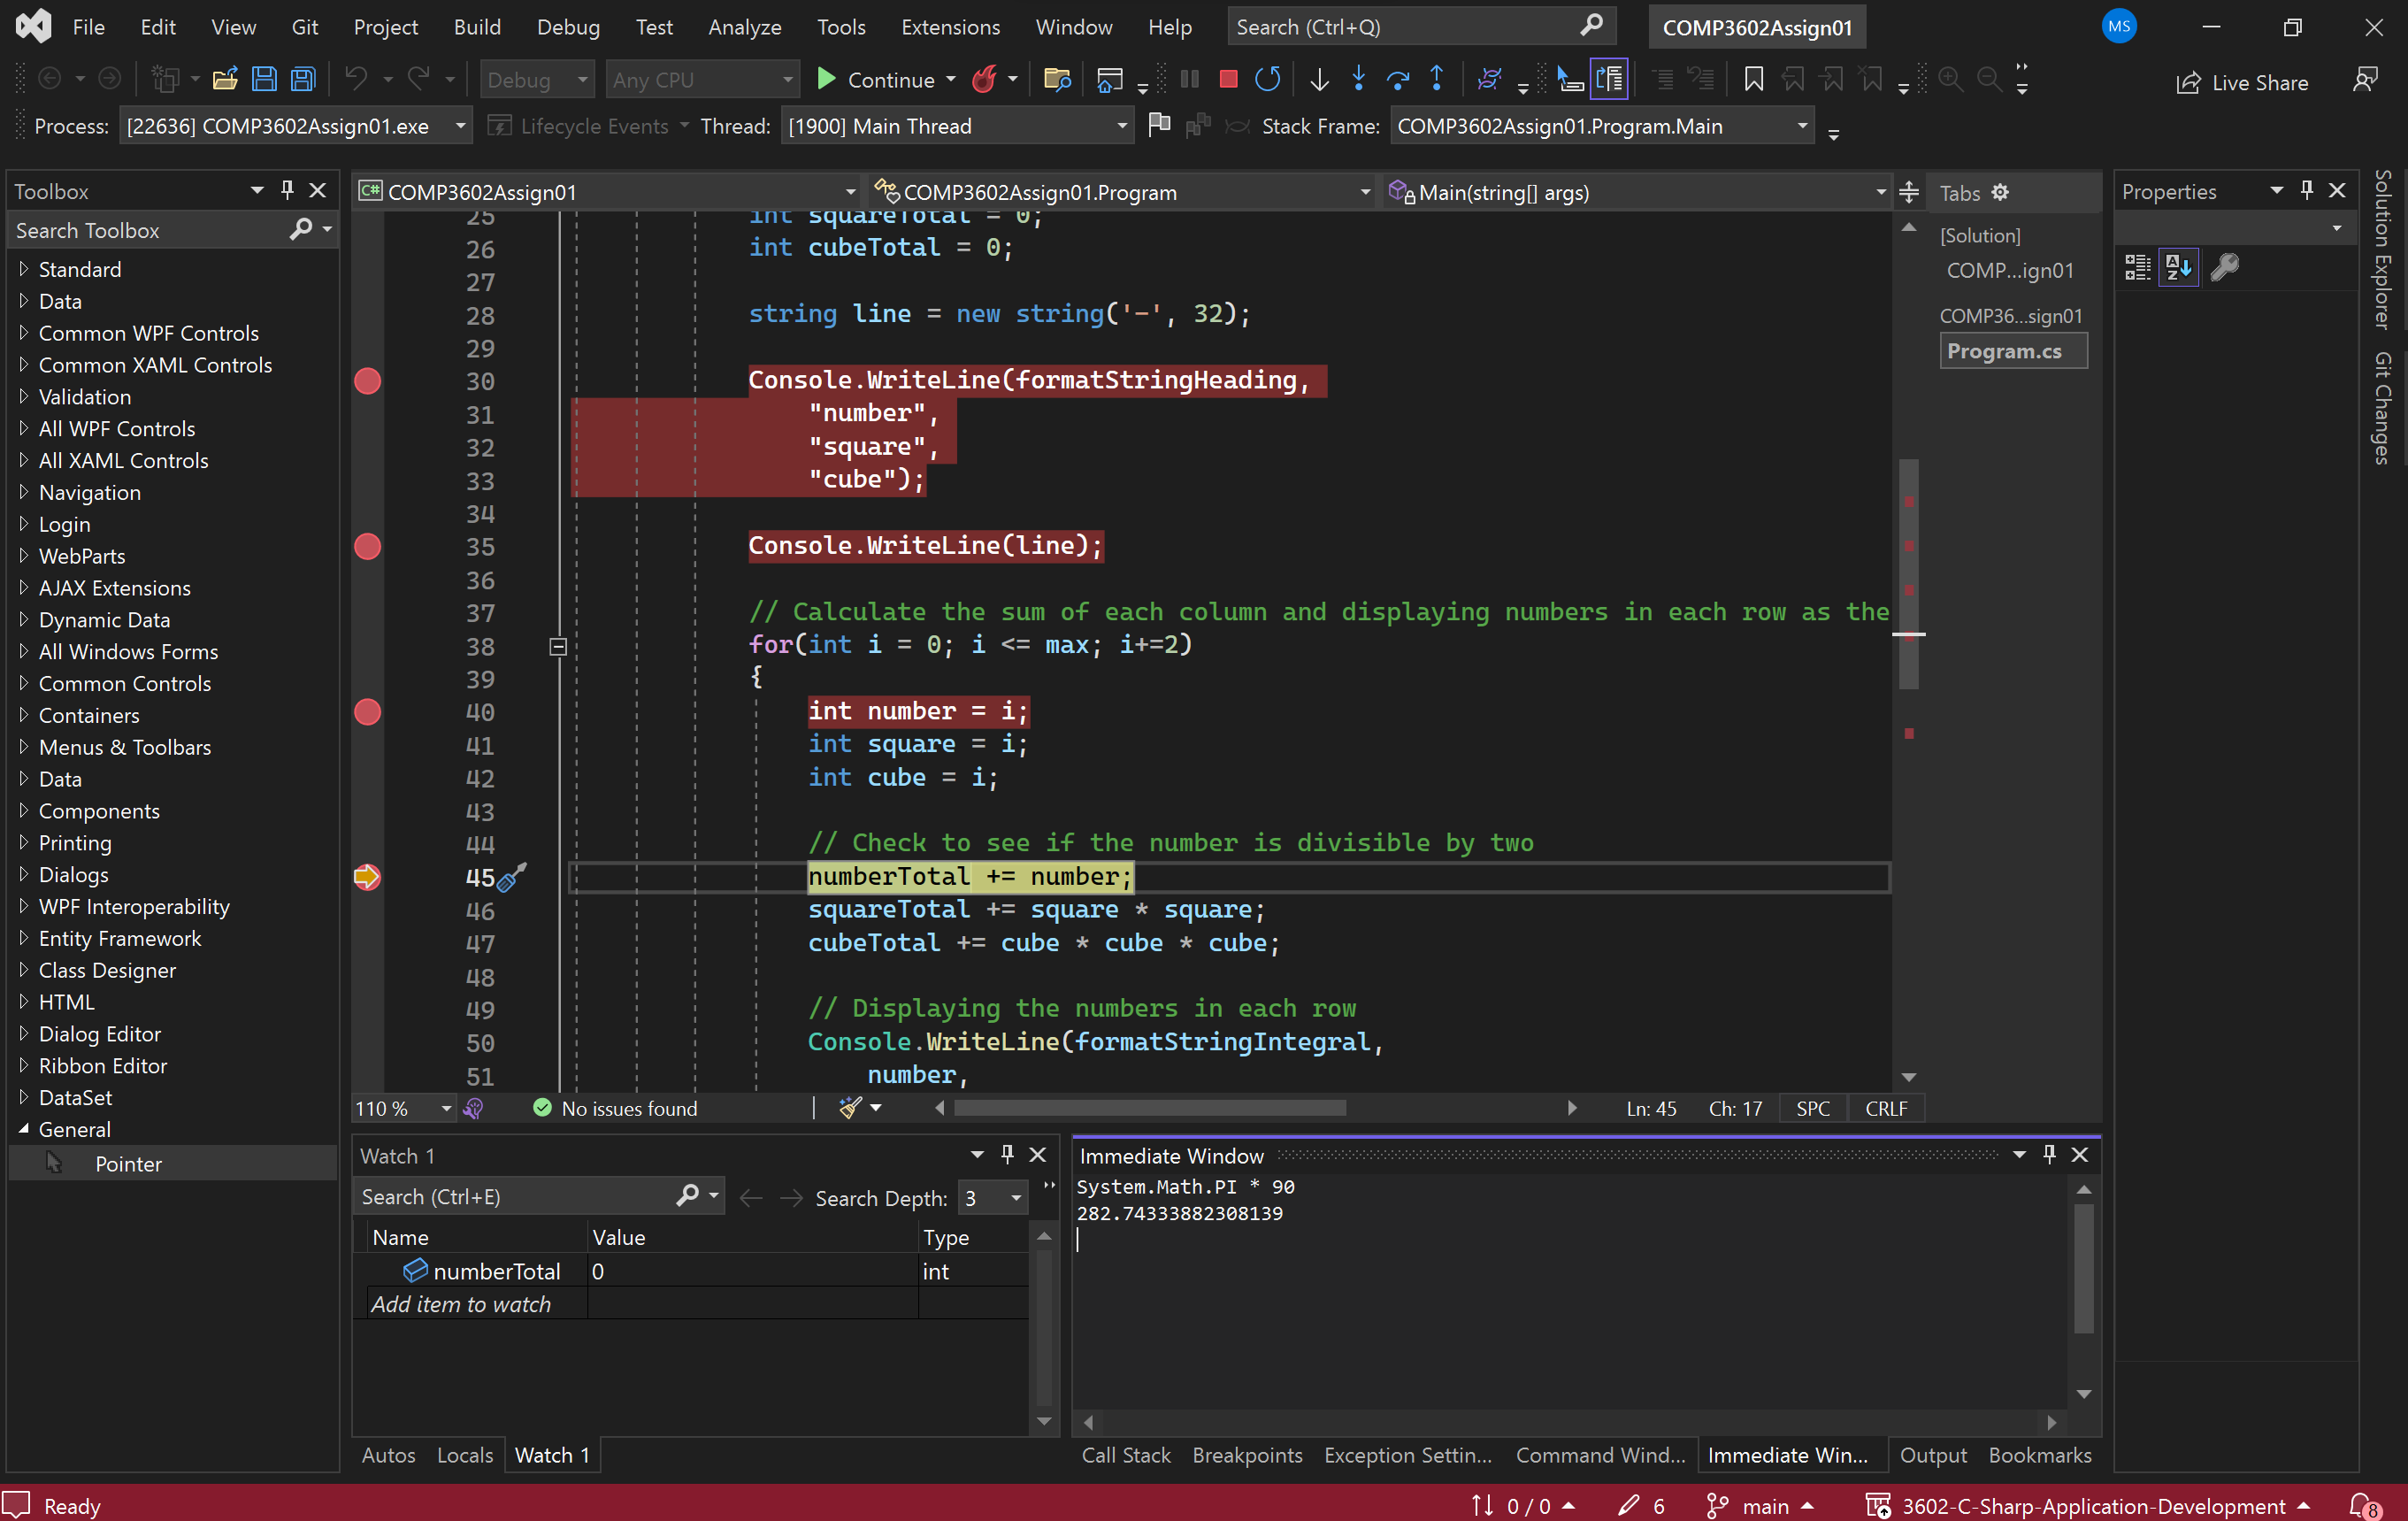 File Edit View Git Project Build Debug Test Analyze Tools Extensions Window Help Search (Ctrl+Q) COMP3602Assign01 MS
Debug Any CPU Continue Live Share
Process: [22636] COMP3602Assign01.exe Lifecycle Events Thread: [1900] Main Thread Stack Frame: COMP3602Assign01.Program.Main
Toolbox
Search Toolbox
Standard
Data
Common WPF Controls
Common XAML Controls
Validation
All WPF Controls
All XAML Controls
Navigation
Login
WebParts
AJAX Extensions
Dynamic Data
All Windows Forms
Common Controls
Containers
Menus & Toolbars
Data
Components
Printing
Dialogs
WPF Interoperability
Entity Framework
Class Designer
HTML
Dialog Editor
Ribbon Editor
DataSet
General
Pointer
C# COMP3602Assign01 COMP3602Assign01.Program Main(string[] args)
25 int squareTotal = 0;
26 int cubeTotal = 0;
27
28 string line = new string('-', 32);
29
30 Console.WriteLine(formatStringHeading,
31 "number",
32 "square",
33 "cube");
34
35 Console.WriteLine(line);
36
37 // Calculate the sum of each column and displaying numbers in each row as the
38 for(int i = 0; i <= max; i+=2)
39 {
40 int number = i;
41 int square = i;
42 int cube = i;
43
44 // Check to see if the number is divisible by two
45 numberTotal += number;
46 squareTotal += square * square;
47 cubeTotal += cube * cube * cube;
48
49 // Displaying the numbers in each row
50 Console.WriteLine(formatStringIntegral,
51 number,
110 % No issues found Ln: 45 Ch: 17 SPC CRLF
Tabs
[Solution]
COMP...ign01
COMP36...sign01
Program.cs
Properties
Solution Explorer
Git Changes
Watch 1
Search (Ctrl+E) Search Depth: 3
Name Value Type
numberTotal 0 int
Add item to watch
Autos Locals Watch 1
Immediate Window
System.Math.PI * 90
282.74333882308139
Call Stack Breakpoints Exception Settin... Command Wind... Immediate Win... Output Bookmarks
Ready 0 / 0 6 main 3602-C-Sharp-Application-Development 8